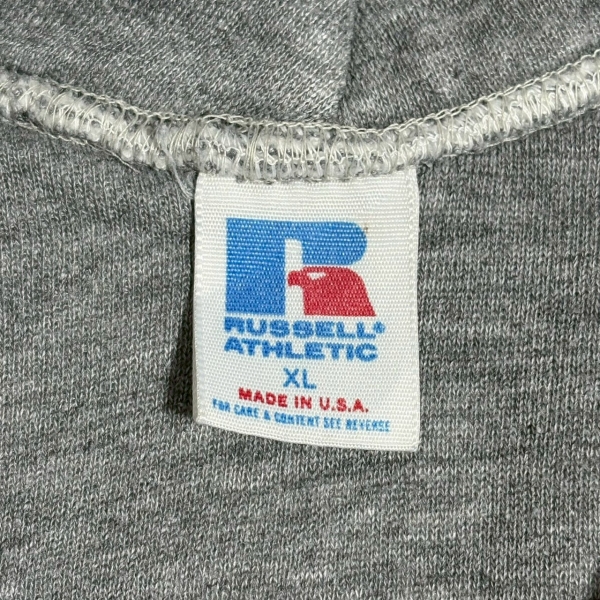 R
RUSSELL®
ATHLETIC
XL
MADE IN U.S.A.
FOR CARE & CONTENT SEE REVERSE